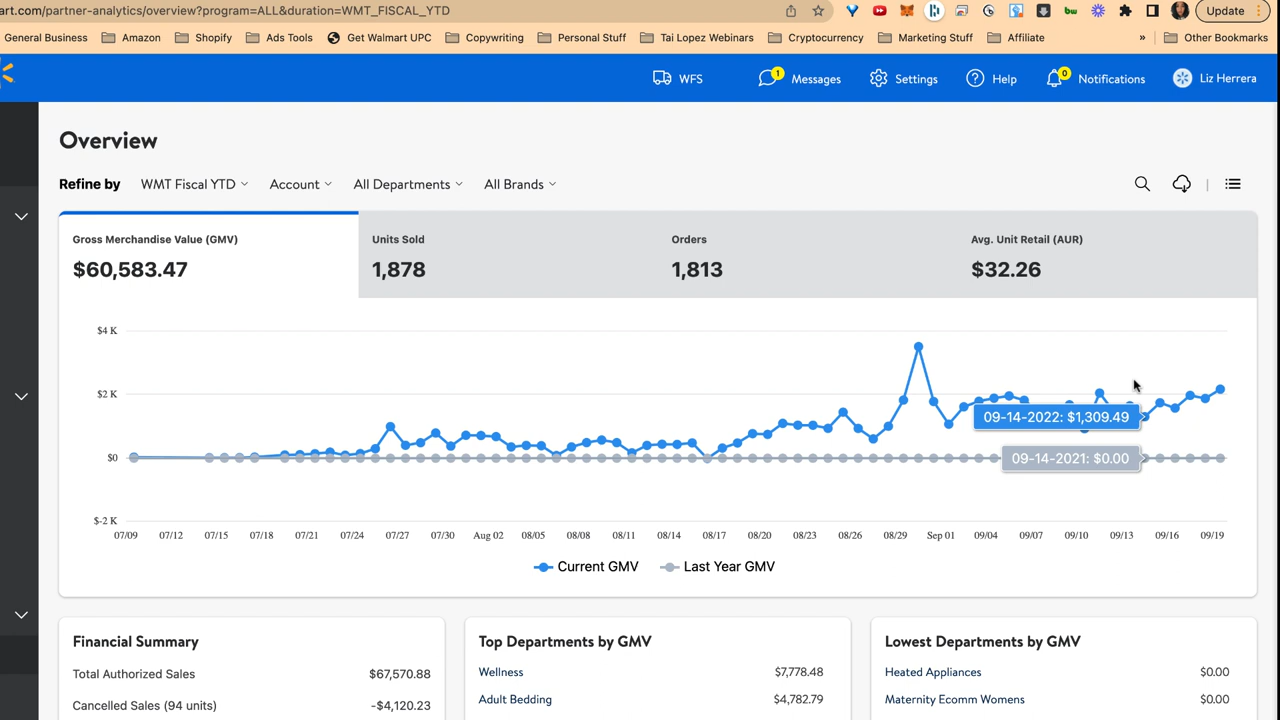 art.com/partner-analytics/overview?program=ALL&duration=WMT_FISCAL_YTD
Update
General Business Amazon Shopify Ads Tools Get Walmart UPC Copywriting Personal Stuff Tai Lopez Webinars Cryptocurrency Marketing Stuff Affiliate » Other Bookmarks
WFS 1 Messages Settings Help 0 Notifications Liz Herrera
Overview
Refine by WMT Fiscal YTD Account All Departments All Brands
Gross Merchandise Value (GMV) Units Sold Orders Avg. Unit Retail (AUR)
$60,583.47 1,878 1,813 $32.26
$4 K
$2 K
09-14-2022: $1,309.49
$0
09-14-2021: $0.00
$-2 K
07/09 07/12 07/15 07/18 07/21 07/24 07/27 07/30 Aug 02 08/05 08/08 08/11 08/14 08/17 08/20 08/23 08/26 08/29 Sep 01 09/04 09/07 09/10 09/13 09/16 09/19
Current GMV Last Year GMV
Financial Summary
Total Authorized Sales $67,570.88
Cancelled Sales (94 units) -$4,120.23
Top Departments by GMV
Wellness $7,778.48
Adult Bedding $4,782.79
Lowest Departments by GMV
Heated Appliances $0.00
Maternity Ecomm Womens $0.00